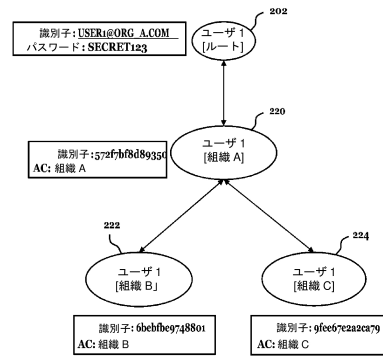 202
識別子: USER1@ORG_A.COM
パスワード: SECRET123
ユーザ 1
[ルート]
220
ユーザ 1
[組織 A]
識別子:572f7bf8d89350
AC: 組織 A
222
224
ユーザ 1
[組織 B」
ユーザ 1
[組織 C]
識別子: 6bebfbe9748801
AC: 組織 B
識別子: 9fee67e2a2ca79
AC: 組織 C